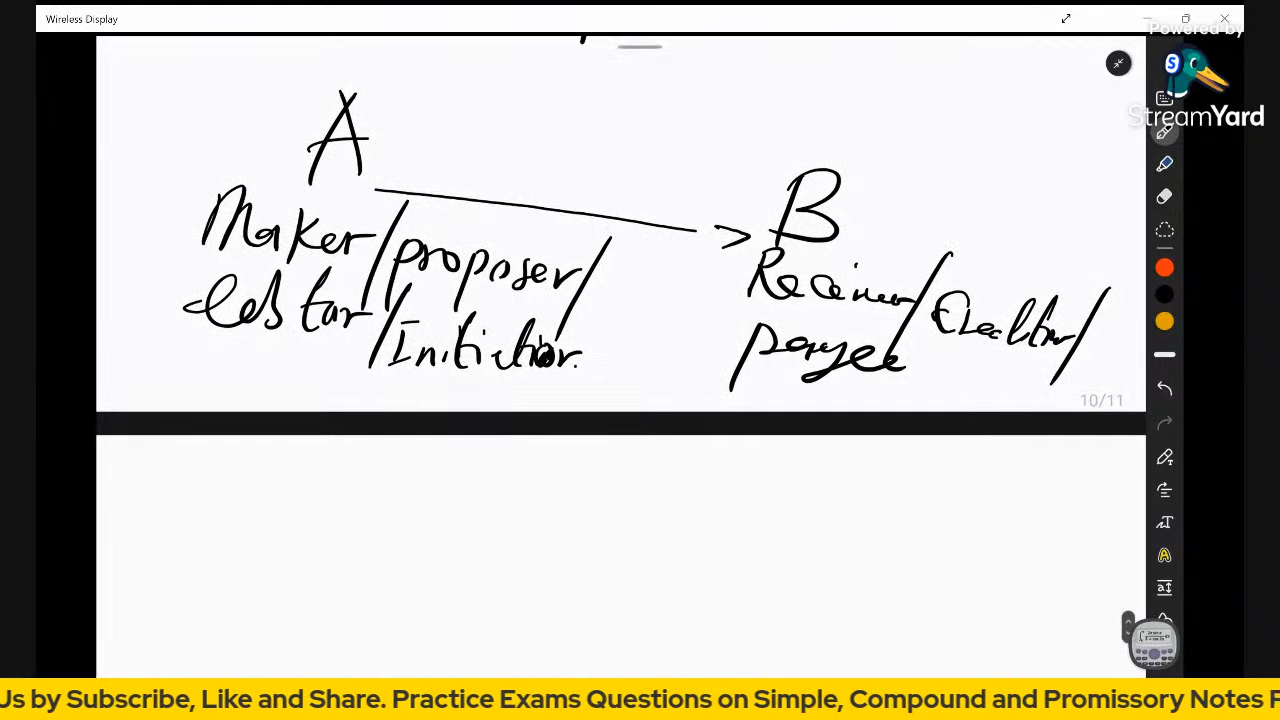 Wireless Display
Powered by
StreamYard
A
B
Maker/proposer/
debtor/Initiator.
Receiver/Creditor/
payee
10/11
Us by Subscribe, Like and Share. Practice Exams Questions on Simple, Compound and Promissory Notes F